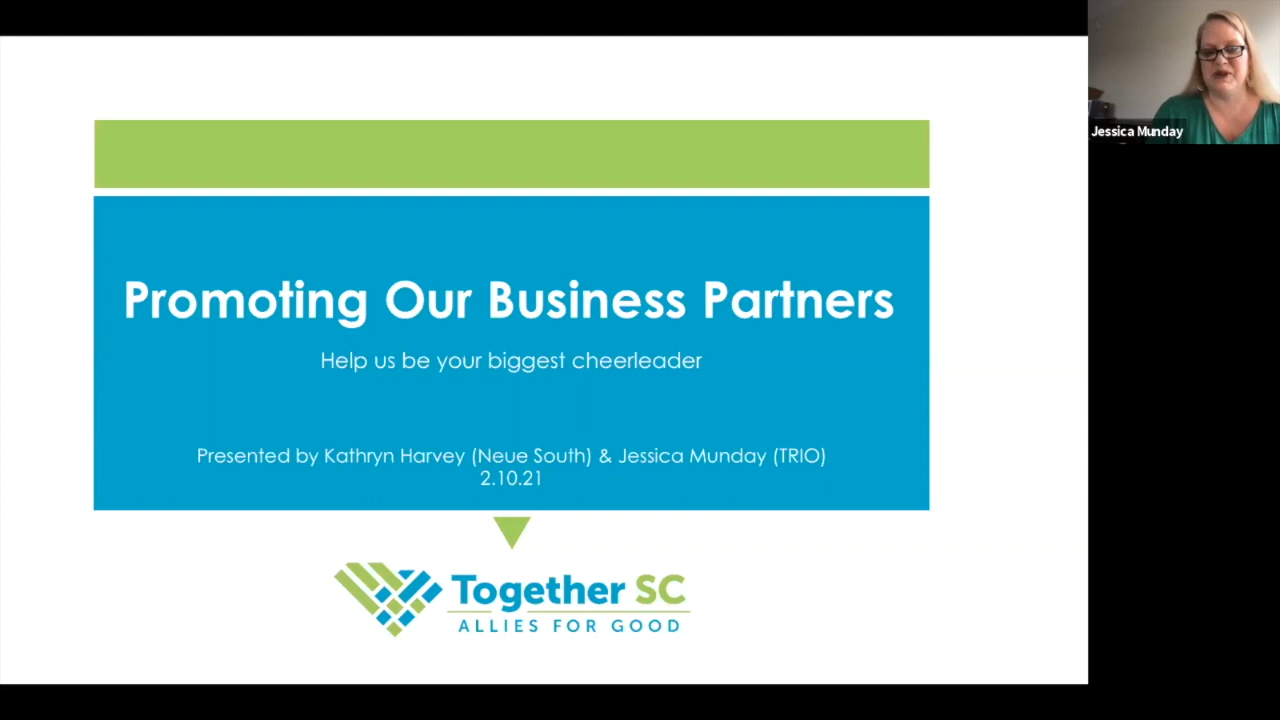 Promoting Our Business Partners
Help us be your biggest cheerleader
Presented by Kathryn Harvey (Neue South) & Jessica Munday (TRIO)
2.10.21
Together SC
ALLIES FOR GOOD
Jessica Munday